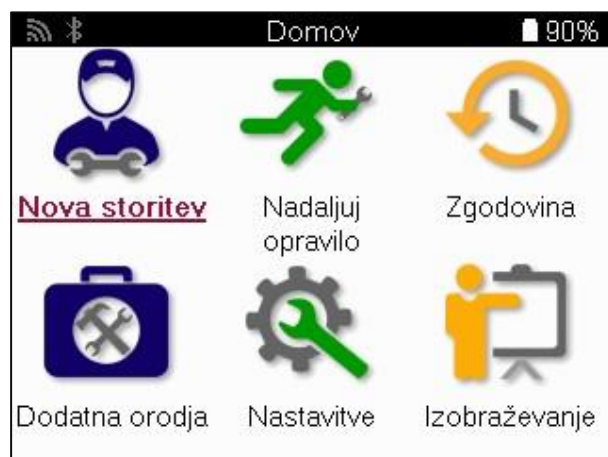 Domov 90%
Nova storitev
Nadaljuj
opravilo
Zgodovina
Dodatna orodja
Nastavitve
Izobraževanje